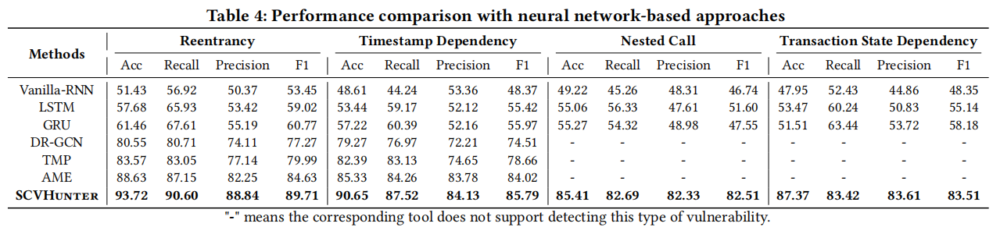 Table 4: Performance comparison with neural network-based approaches
Methods Reentrancy Timestamp Dependency Nested Call Transaction State Dependency
Acc Recall Precision F1 Acc Recall Precision F1 Acc Recall Precision F1 Acc Recall Precision F1
Vanilla-RNN 51.43 56.92 50.37 53.45 48.61 44.24 53.36 48.37 49.22 45.26 48.31 46.74 47.95 52.43 44.86 48.35
LSTM 57.68 65.93 53.42 59.02 53.44 59.17 52.12 55.42 55.06 56.33 47.61 51.60 53.47 60.24 50.83 55.14
GRU 61.46 67.61 55.19 60.77 57.22 60.39 52.16 55.97 55.27 54.32 48.98 47.55 51.51 63.44 53.72 58.18
DR-GCN 80.55 80.71 74.11 77.27 79.27 76.97 72.21 74.51 - - - - - - - -
TMP 83.57 83.05 77.14 79.99 82.39 83.13 74.65 78.66 - - - - - - - -
AME 88.63 87.15 82.25 84.63 85.33 84.26 83.78 84.02 - - - - - - - -
SCVHUNTER 93.72 90.60 88.84 89.71 90.65 87.52 84.13 85.79 85.41 82.69 82.33 82.51 87.37 83.42 83.61 83.51
"-" means the corresponding tool does not support detecting this type of vulnerability.